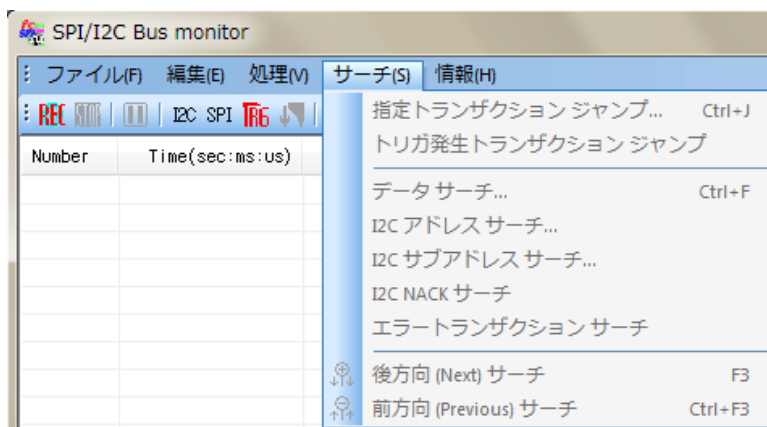 SPI/I2C Bus monitor
ファイル(F) 編集(E) 処理(V) サーチ(S) 情報(H)
REC I2C SPI TRG
Number Time(sec:ms:us)
指定トランザクション ジャンプ... Ctrl+J
トリガ発生トランザクション ジャンプ
データ サーチ... Ctrl+F
I2C アドレス サーチ...
I2C サブアドレス サーチ...
I2C NACK サーチ
エラートランザクション サーチ
後方向 (Next) サーチ F3
前方向 (Previous) サーチ Ctrl+F3